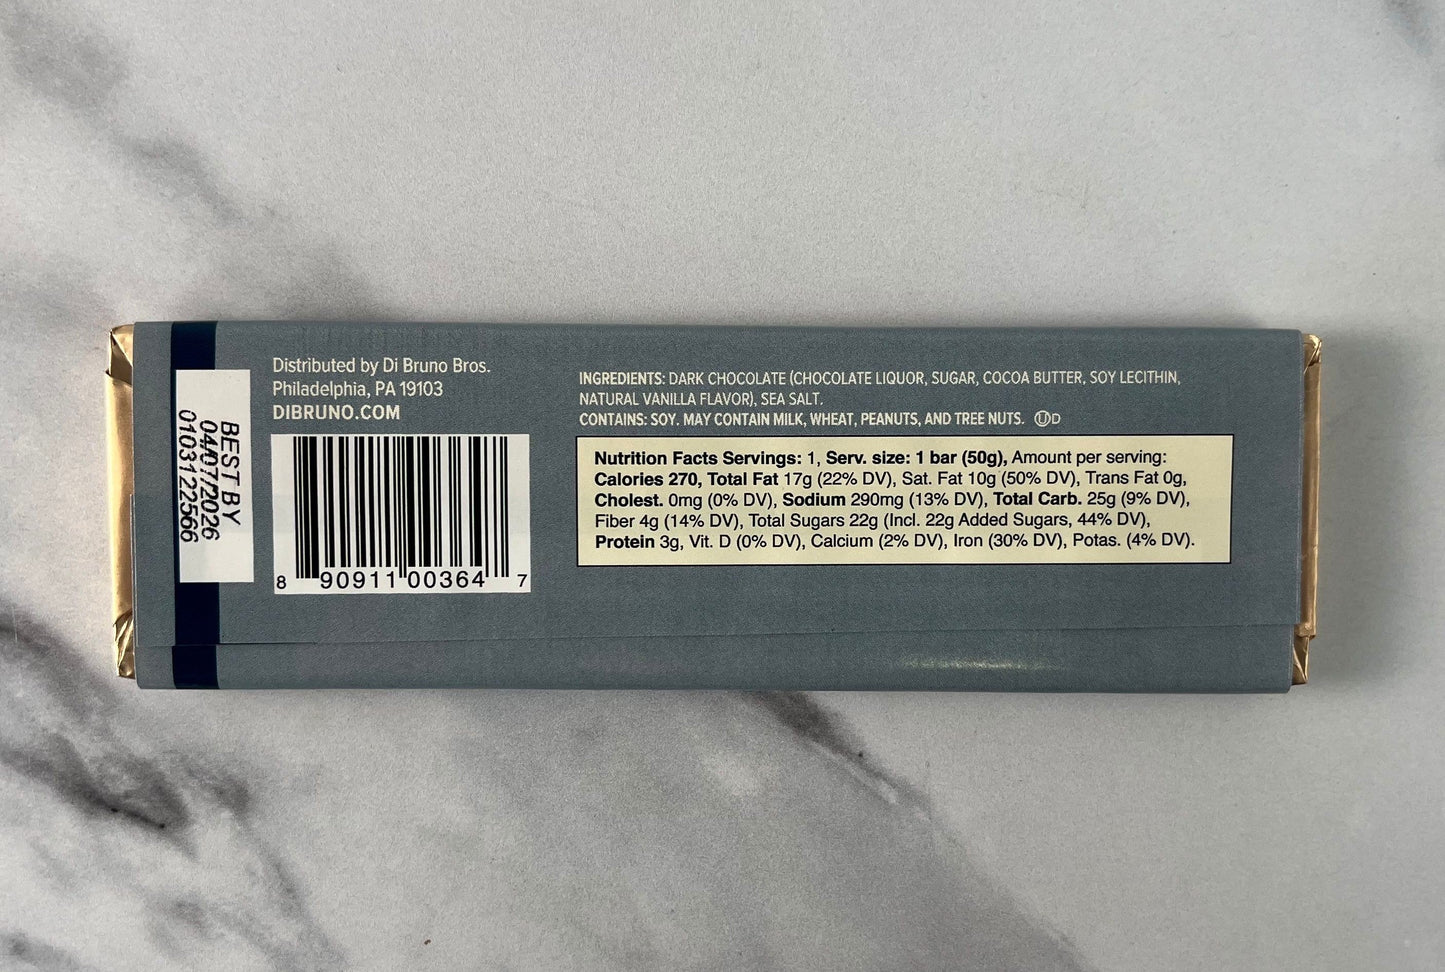 BEST BY
04/07/2026
0103122566
Distributed by Di Bruno Bros.
Philadelphia, PA 19103
DIBRUNO.COM
8 90911 00364 7
INGREDIENTS: DARK CHOCOLATE (CHOCOLATE LIQUOR, SUGAR, COCOA BUTTER, SOY LECITHIN,
NATURAL VANILLA FLAVOR), SEA SALT.
CONTAINS: SOY. MAY CONTAIN MILK, WHEAT, PEANUTS, AND TREE NUTS. ⓊD
Nutrition Facts Servings: 1, Serv. size: 1 bar (50g), Amount per serving:
Calories 270, Total Fat 17g (22% DV), Sat. Fat 10g (50% DV), Trans Fat 0g,
Cholest. 0mg (0% DV), Sodium 290mg (13% DV), Total Carb. 25g (9% DV),
Fiber 4g (14% DV), Total Sugars 22g (Incl. 22g Added Sugars, 44% DV),
Protein 3g, Vit. D (0% DV), Calcium (2% DV), Iron (30% DV), Potas. (4% DV).